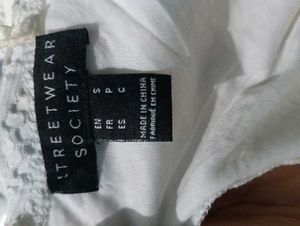 STREETWEAR
SOCIETY
EN S
FR P
ES C
MADE IN CHINA
FABRIQUÉ EN CHINE